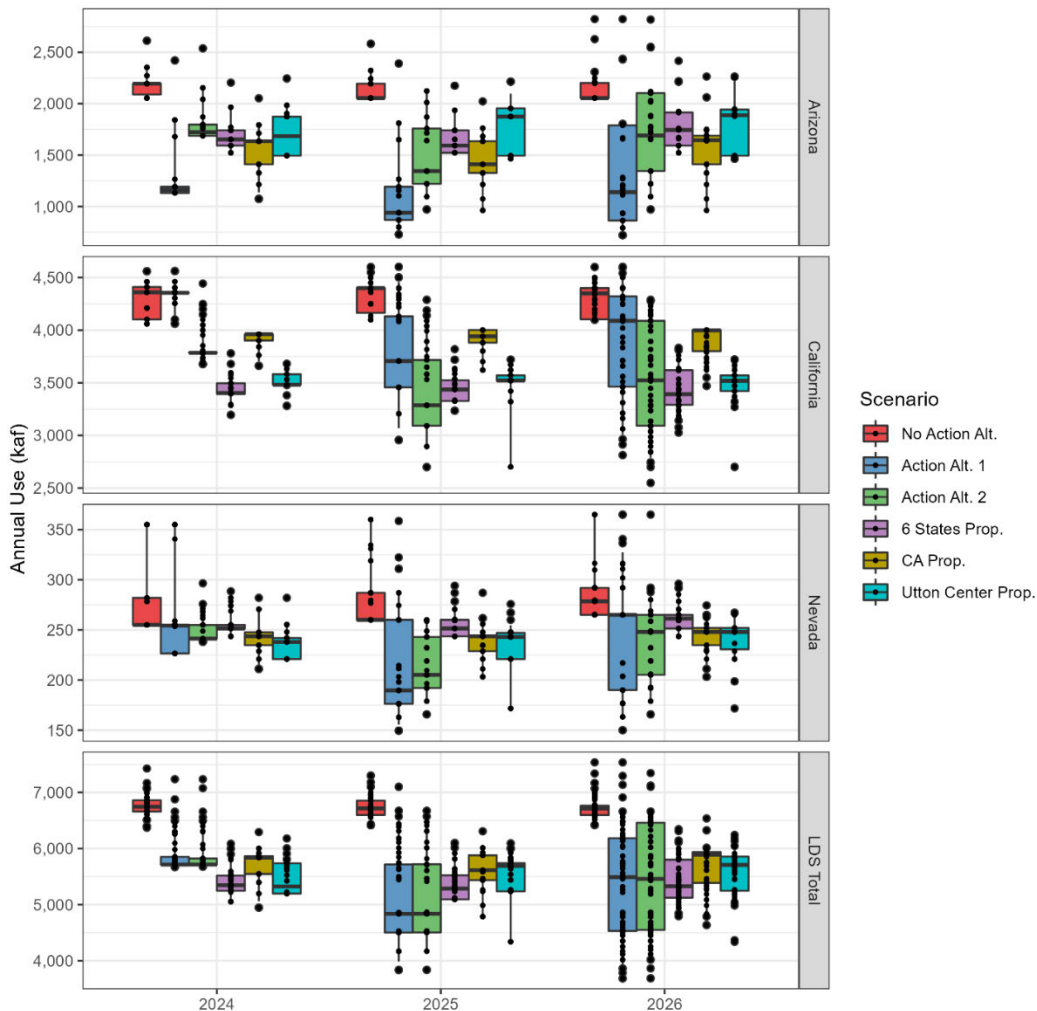 Annual Use (kaf)
2,500
2,000
1,500
1,000
Arizona
4,500
4,000
3,500
3,000
2,500
California
350
300
250
200
150
Nevada
7,000
6,000
5,000
4,000
LDS Total
2024
2025
2026
Scenario
No Action Alt.
Action Alt. 1
Action Alt. 2
6 States Prop.
CA Prop.
Utton Center Prop.